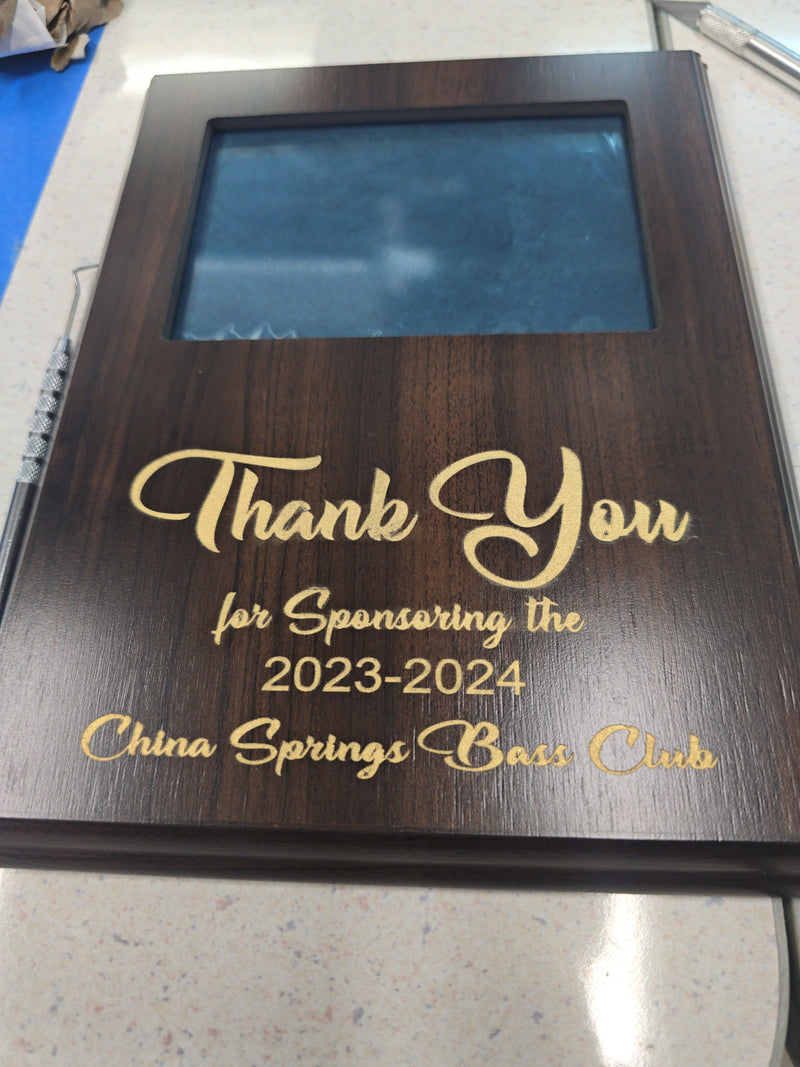 Thank You
for Sponsoring the
2023-2024
China Springs Bass Club